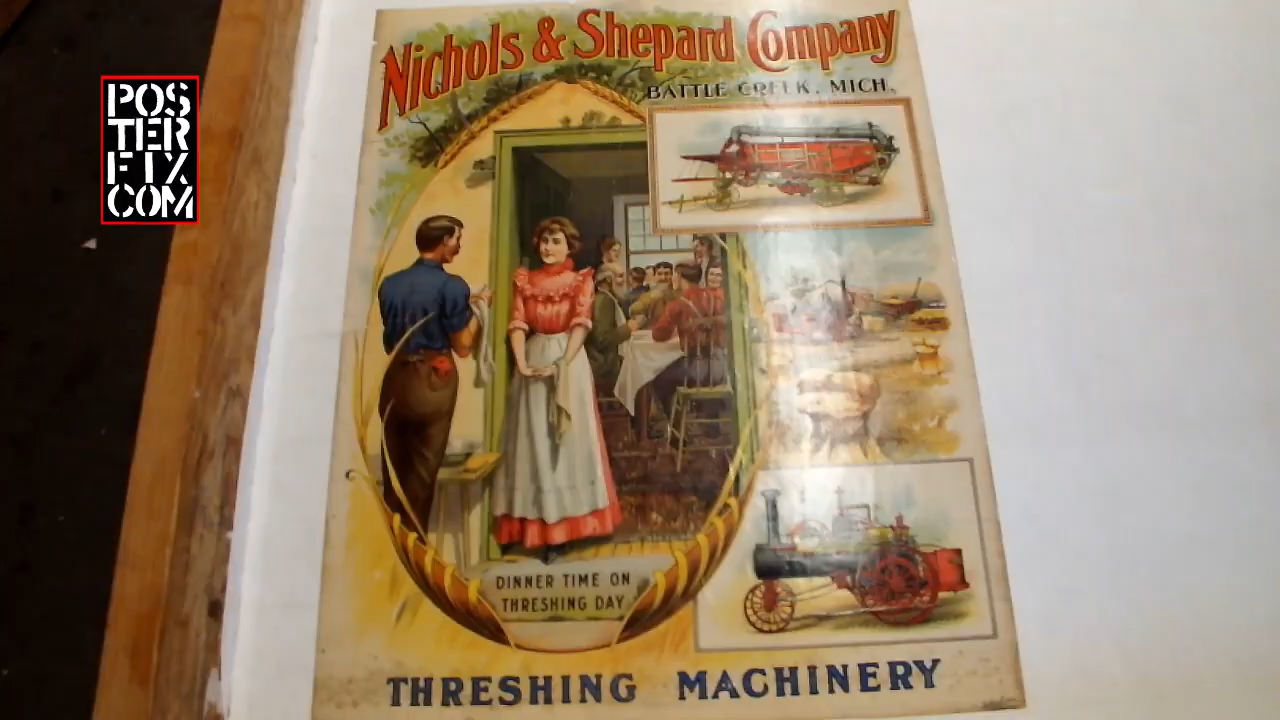 POS
TER
FIX
COM
Nichols & Shepard Company
BATTLE CREEK, MICH.
DINNER TIME ON
THRESHING DAY
THRESHING MACHINERY